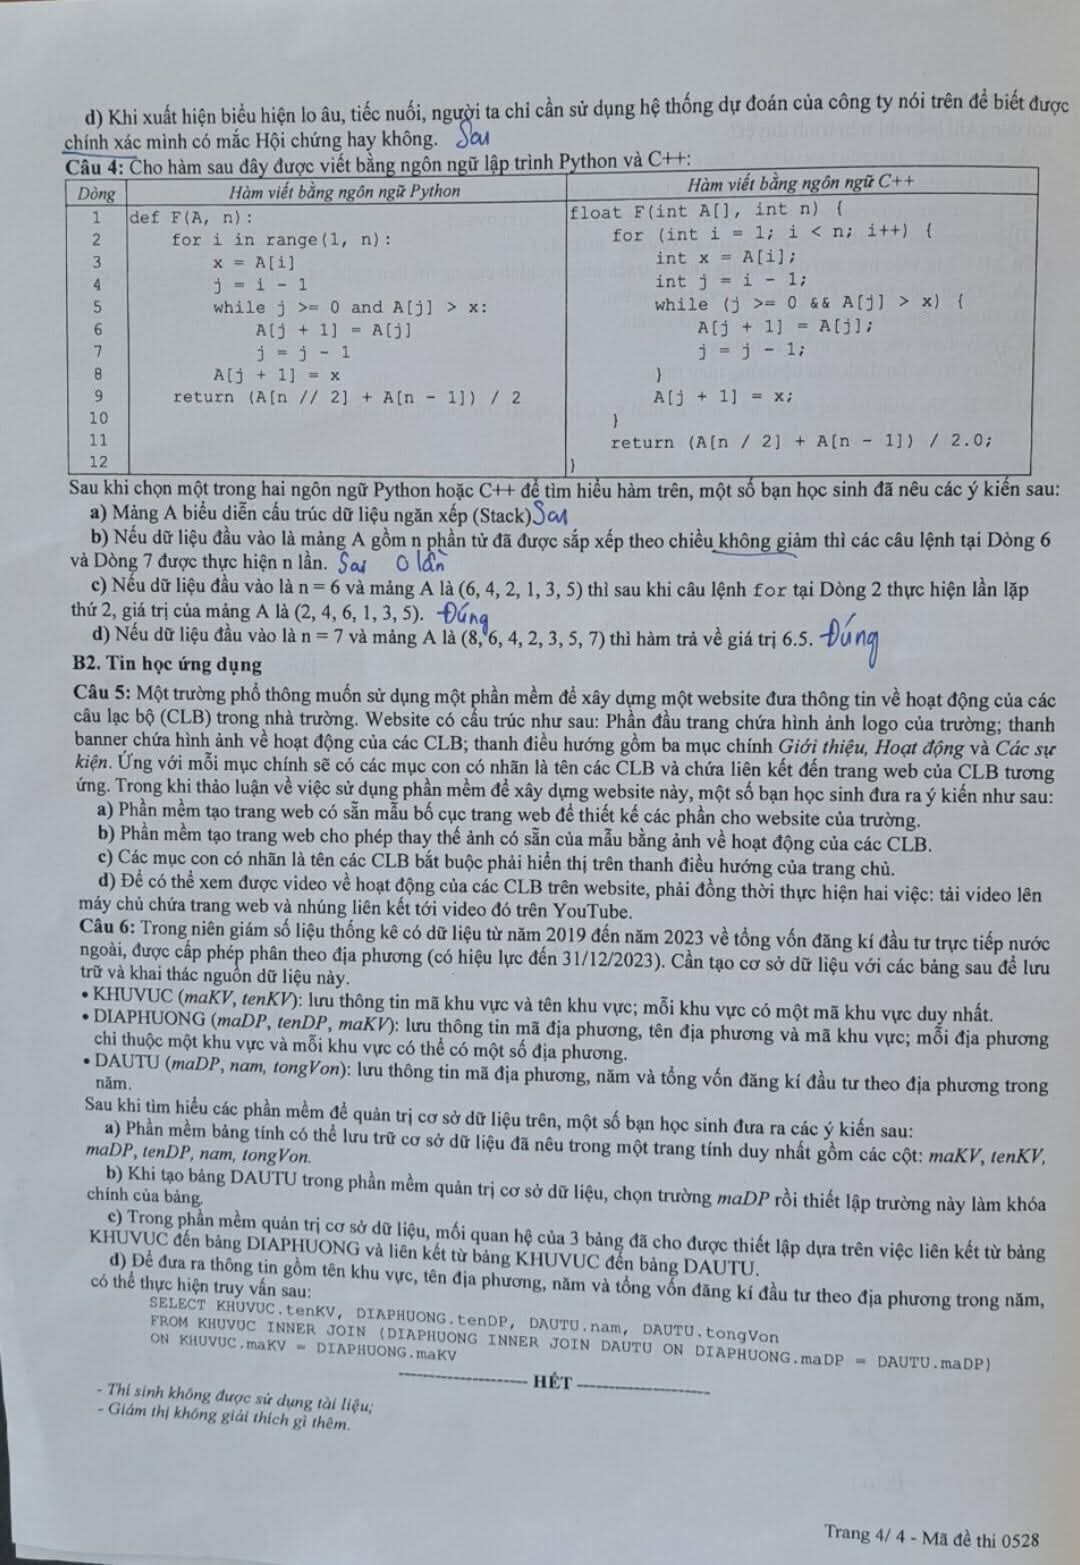 d) Khi xuất hiện biểu hiện lo âu, tiếc nuối, người ta chỉ cần sử dụng hệ thống dự đoán của công ty nói trên để biết được
chính xác mình có mắc Hội chứng hay không. Sai
Câu 4: Cho hàm sau đây được viết bằng ngôn ngữ lập trình Python và C++:
Dòng Hàm viết bằng ngôn ngữ Python Hàm viết bằng ngôn ngữ C++
1 def F(A, n): float F(int A[], int n) {
2 for i in range(1, n): for (int i = 1; i < n; i++) {
3 x = A[i] int x = A[i];
4 j = i - 1 int j = i - 1;
5 while j >= 0 and A[j] > x: while (j >= 0 && A[j] > x) {
6 A[j + 1] = A[j] A[j + 1] = A[j];
7 j = j - 1 j = j - 1;
8 A[j + 1] = x }
9 return (A[n // 2] + A[n - 1]) / 2 A[j + 1] = x;
10 }
11 return (A[n / 2] + A[n - 1]) / 2.0;
12 }
Sau khi chọn một trong hai ngôn ngữ Python hoặc C++ để tìm hiểu hàm trên, một số bạn học sinh đã nêu các ý kiến sau:
a) Mảng A biểu diễn cấu trúc dữ liệu ngăn xếp (Stack) Sai
b) Nếu dữ liệu đầu vào là mảng A gồm n phần tử đã được sắp xếp theo chiều không giảm thì các câu lệnh tại Dòng 6
và Dòng 7 được thực hiện n lần. Sai 0 lần
c) Nếu dữ liệu đầu vào là n = 6 và mảng A là (6, 4, 2, 1, 3, 5) thì sau khi câu lệnh for tại Dòng 2 thực hiện lần lặp
thứ 2, giá trị của mảng A là (2, 4, 6, 1, 3, 5). Đúng
d) Nếu dữ liệu đầu vào là n = 7 và mảng A là (8, 6, 4, 2, 3, 5, 7) thì hàm trả về giá trị 6.5. Đúng
B2. Tin học ứng dụng
Câu 5: Một trường phổ thông muốn sử dụng một phần mềm để xây dựng một website đưa thông tin về hoạt động của các
câu lạc bộ (CLB) trong nhà trường. Website có cấu trúc như sau: Phần đầu trang chứa hình ảnh logo của trường; thanh
banner chứa hình ảnh về hoạt động của các CLB; thanh điều hướng gồm ba mục chính Giới thiệu, Hoạt động và Các sự
kiện. Ứng với mỗi mục chính sẽ có các mục con có nhãn là tên các CLB và chứa liên kết đến trang web của CLB tương
ứng. Trong khi thảo luận về việc sử dụng phần mềm để xây dựng website này, một số bạn học sinh đưa ra ý kiến như sau:
a) Phần mềm tạo trang web có sẵn mẫu bố cục trang web để thiết kế các phần cho website của trường.
b) Phần mềm tạo trang web cho phép thay thế ảnh có sẵn của mẫu bằng ảnh về hoạt động của các CLB.
c) Các mục con có nhãn là tên các CLB bắt buộc phải hiển thị trên thanh điều hướng của trang chủ.
d) Để có thể xem được video về hoạt động của các CLB trên website, phải đồng thời thực hiện hai việc: tải video lên
máy chủ chứa trang web và nhúng liên kết tới video đó trên YouTube.
Câu 6: Trong niên giám số liệu thống kê có dữ liệu từ năm 2019 đến năm 2023 về tổng vốn đăng kí đầu tư trực tiếp nước
ngoài, được cấp phép phân theo địa phương (có hiệu lực đến 31/12/2023). Cần tạo cơ sở dữ liệu với các bảng sau để lưu
trữ và khai thác nguồn dữ liệu này.
• KHUVUC (maKV, tenKV): lưu thông tin mã khu vực và tên khu vực; mỗi khu vực có một mã khu vực duy nhất.
• DIAPHUONG (maDP, tenDP, maKV): lưu thông tin mã địa phương, tên địa phương và mã khu vực; mỗi địa phương
chỉ thuộc một khu vực và mỗi khu vực có thể có một số địa phương.
• DAUTU (maDP, nam, tongVon): lưu thông tin mã địa phương, năm và tổng vốn đăng kí đầu tư theo địa phương trong
năm.
Sau khi tìm hiểu các phần mềm để quản trị cơ sở dữ liệu trên, một số bạn học sinh đưa ra các ý kiến sau:
a) Phần mềm bảng tính có thể lưu trữ cơ sở dữ liệu đã nêu trong một trang tính duy nhất gồm các cột: maKV, tenKV,
maDP, tenDP, nam, tongVon.
b) Khi tạo bảng DAUTU trong phần mềm quản trị cơ sở dữ liệu, chọn trường maDP rồi thiết lập trường này làm khóa
chính của bảng.
c) Trong phần mềm quản trị cơ sở dữ liệu, mối quan hệ của 3 bảng đã cho được thiết lập dựa trên việc liên kết từ bảng
KHUVUC đến bảng DIAPHUONG và liên kết từ bảng KHUVUC đến bảng DAUTU.
d) Để đưa ra thông tin gồm tên khu vực, tên địa phương, năm và tổng vốn đăng kí đầu tư theo địa phương trong năm,
có thể thực hiện truy vấn sau:
SELECT KHUVUC.tenKV, DIAPHUONG.tenDP, DAUTU.nam, DAUTU.tongVon
FROM KHUVUC INNER JOIN (DIAPHUONG INNER JOIN DAUTU ON DIAPHUONG.maDP = DAUTU.maDP)
ON KHUVUC.maKV = DIAPHUONG.maKV
HẾT
- Thí sinh không được sử dụng tài liệu;
- Giám thị không giải thích gì thêm.
Trang 4/ 4 - Mã đề thi 0528